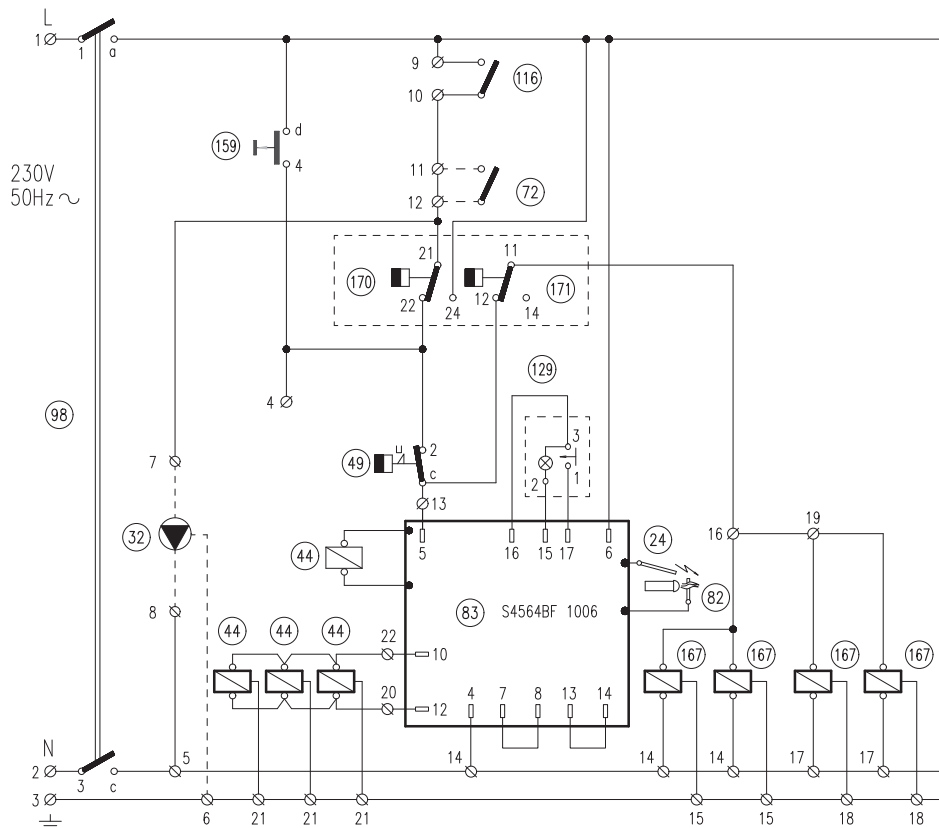 L
1 1 a
9 116
10
d
159 4
11
230V
50Hz
12 72
21 11
170 22 24 12 14 171
129
4
98
3
49 2
c
2 1
7
13
16 19
5 16 15 17 6
44 24
32
83 S4564BF 1006 82
8
44 44 44 22 10 167 167 167 167
20 12 4 7 8 13 14
N
5 14 14 14 17 17
2 3 c
3
6 21 21 21 15 15 18 18